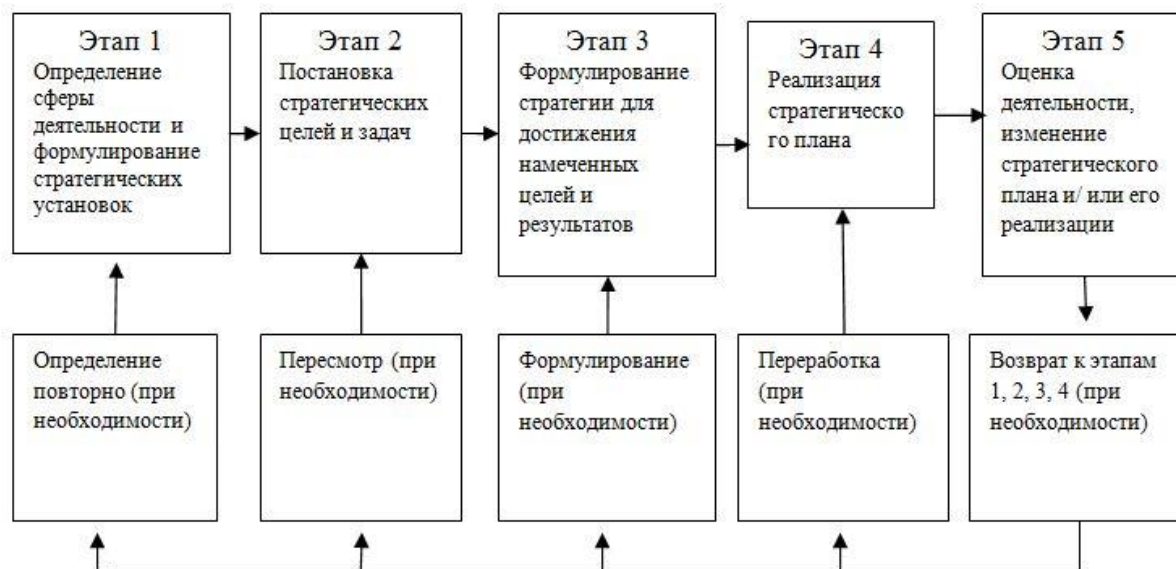 Этап 1
Определение
сферы
деятельности и
формулирование
стратегических
установок
Этап 2
Постановка
стратегических
целей и задач
Этап 3
Формулирование
стратегии для
достижения
намеченных
целей и
результатов
Этап 4
Реализация
стратегическо
го плана
Этап 5
Оценка
деятельности,
изменение
стратегического
плана и/ или его
реализации
Определение
повторно (при
необходимости)
Пересмотр (при
необходимости)
Формулирование
(при
необходимости)
Переработка
(при
необходимости)
Возврат к этапам
1, 2, 3, 4 (при
необходимости)